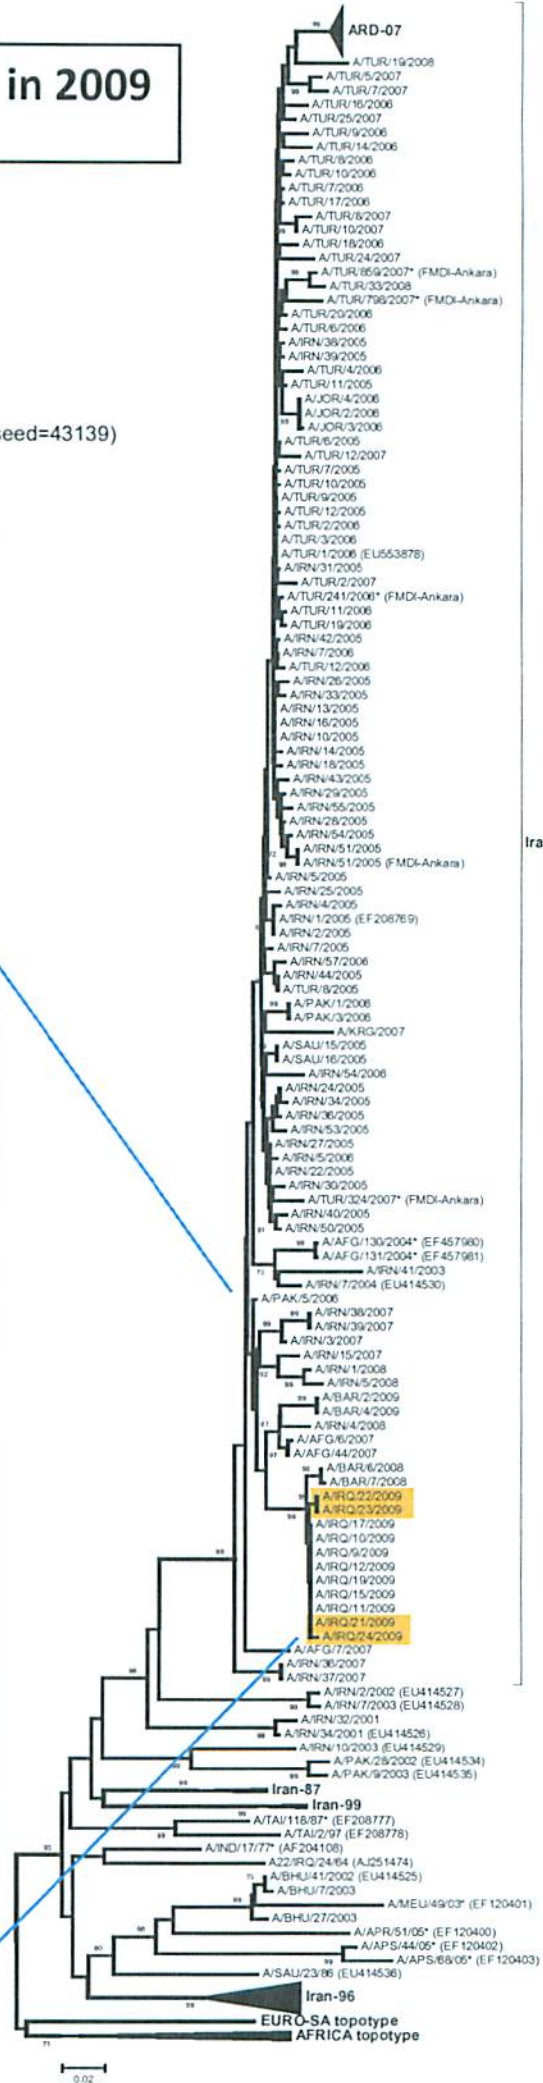 in 2009
seed=43139)
ARD-07
A/TUR/19/2008
A/TUR/5/2007
A/TUR/7/2007
A/TUR/16/2006
A/TUR/25/2007
A/TUR/9/2006
A/TUR/14/2006
A/TUR/8/2006
A/TUR/10/2006
A/TUR/7/2006
A/TUR/17/2006
A/TUR/8/2007
A/TUR/10/2007
A/TUR/18/2006
A/TUR/24/2007
A/TUR/859/2007* (FMDI-Ankara)
A/TUR/33/2008
A/TUR/798/2007* (FMDI-Ankara)
A/TUR/20/2006
A/TUR/6/2006
A/IRN/38/2005
A/IRN/39/2005
A/TUR/4/2006
A/TUR/11/2005
A/JOR/4/2006
A/JOR/2/2006
A/JOR/3/2006
A/TUR/6/2005
A/TUR/12/2007
A/TUR/7/2005
A/TUR/10/2005
A/TUR/9/2005
A/TUR/12/2005
A/TUR/2/2006
A/TUR/3/2006
A/TUR/1/2006 (EU553878)
A/IRN/31/2005
A/TUR/2/2007
A/TUR/241/2006* (FMDI-Ankara)
A/TUR/11/2006
A/TUR/19/2006
A/IRN/42/2005
A/IRN/7/2006
A/TUR/12/2006
A/IRN/26/2005
A/IRN/33/2005
A/IRN/13/2005
A/IRN/16/2005
A/IRN/10/2005
A/IRN/14/2005
A/IRN/18/2005
A/IRN/43/2005
A/IRN/29/2005
A/IRN/55/2005
A/IRN/28/2005
A/IRN/54/2005
A/IRN/51/2005
A/IRN/51/2005 (FMDI-Ankara)
Ira
A/IRN/5/2005
A/IRN/25/2005
A/IRN/4/2005
A/IRN/1/2005 (EF208769)
A/IRN/2/2005
A/IRN/7/2005
A/IRN/57/2006
A/IRN/44/2005
A/TUR/8/2005
A/PAK/1/2006
A/PAK/3/2006
A/KRG/2007
A/SAU/15/2005
A/SAU/16/2005
A/IRN/54/2006
A/IRN/24/2005
A/IRN/34/2005
A/IRN/36/2005
A/IRN/53/2005
A/IRN/27/2005
A/IRN/5/2006
A/IRN/22/2005
A/IRN/30/2005
A/TUR/324/2007* (FMDI-Ankara)
A/IRN/40/2005
A/IRN/50/2005
A/AFG/130/2004* (EF457980)
A/AFG/131/2004* (EF457981)
A/IRN/41/2003
A/IRN/7/2004 (EU414530)
A/PAK/5/2006
A/IRN/38/2007
A/IRN/39/2007
A/IRN/3/2007
A/IRN/15/2007
A/IRN/1/2008
A/IRN/5/2008
A/BAR/2/2009
A/BAR/4/2009
A/IRN/4/2008
A/AFG/6/2007
A/AFG/44/2007
A/BAR/6/2008
A/BAR/7/2008
A/IRQ/22/2009
A/IRQ/23/2009
A/IRQ/17/2009
A/IRQ/10/2009
A/IRQ/9/2009
A/IRQ/12/2009
A/IRQ/19/2009
A/IRQ/15/2009
A/IRQ/11/2009
A/IRQ/21/2009
A/IRQ/24/2009
A/AFG/7/2007
A/IRN/36/2007
A/IRN/37/2007
A/IRN/2/2002 (EU414527)
A/IRN/7/2003 (EU414528)
A/IRN/32/2001
A/IRN/34/2001 (EU414526)
A/IRN/10/2003 (EU414529)
A/PAK/28/2002 (EU414534)
A/PAK/9/2003 (EU414535)
Iran-87
Iran-99
A/TAI/118/87* (EF208777)
A/TAI/2/97 (EF208778)
A/IND/17/77* (AF204108)
A22/IRQ/24/64 (AJ251474)
A/BHU/41/2002 (EU414525)
A/BHU/7/2003
A/MEU/49/03* (EF120401)
A/BHU/27/2003
A/APR/51/05* (EF120400)
A/APS/44/05* (EF120402)
A/APS/68/05* (EF120403)
A/SAU/23/86 (EU414536)
Iran-96
EURO-SA topotype
AFRICA topotype
0.02